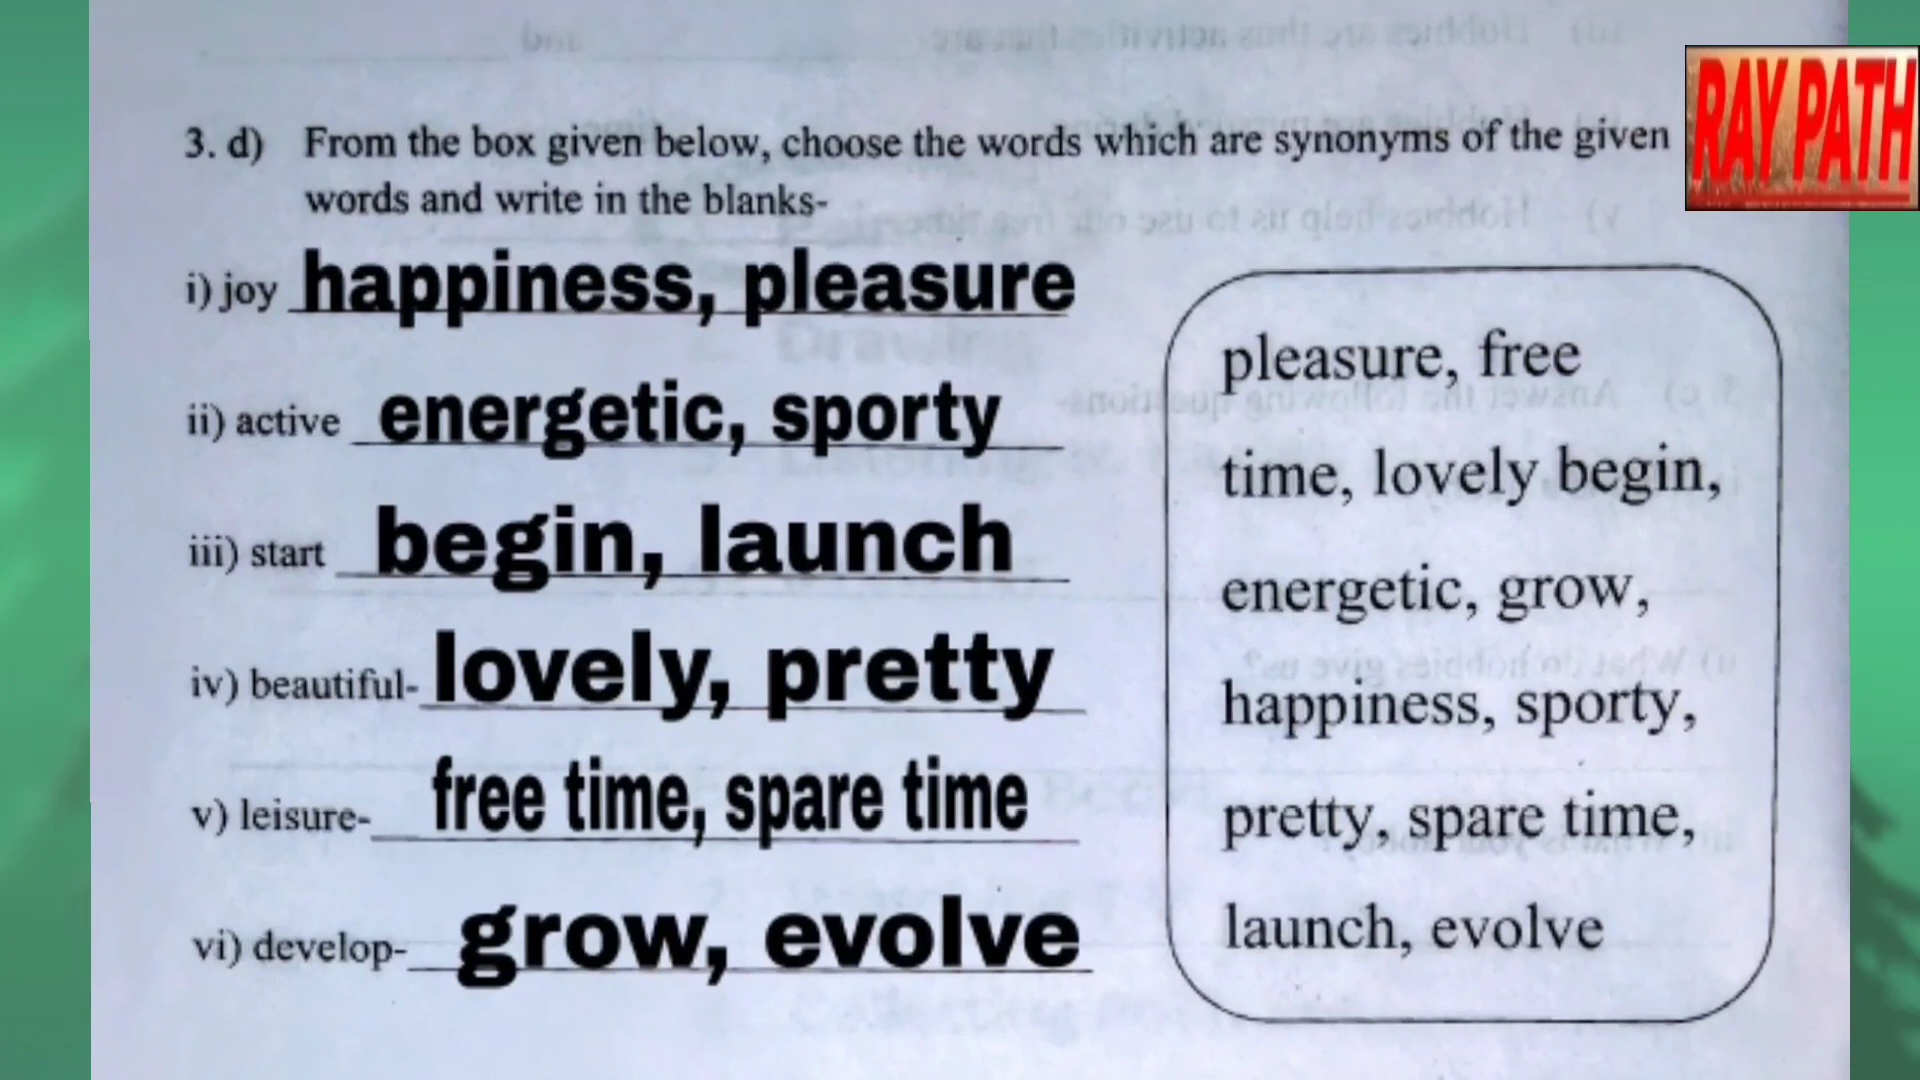 3. d) From the box given below, choose the words which are synonyms of the given
words and write in the blanks-
RAY PATH
i) joy happiness, pleasure
ii) active energetic, sporty
iii) start begin, launch
iv) beautiful- lovely, pretty
v) leisure- free time, spare time
vi) develop- grow, evolve
pleasure, free
time, lovely begin,
energetic, grow,
happiness, sporty,
pretty, spare time,
launch, evolve